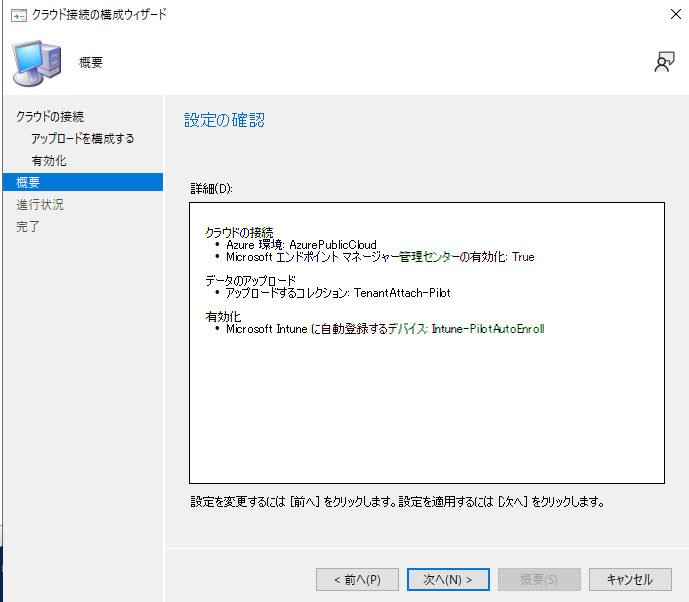 クラウド接続の構成ウィザード
概要
クラウドの接続
アップロードを構成する
有効化
概要
進行状況
完了
設定の確認
詳細(D):
クラウドの接続
• Azure 環境: AzurePublicCloud
• Microsoft エンドポイント マネージャー管理センターの有効化: True
データのアップロード
• アップロードするコレクション: TenantAttach-Pilot
有効化
• Microsoft Intune に自動登録するデバイス: Intune-PilotAutoEnroll
設定を変更するには [前へ] をクリックします。設定を適用するには [次へ] をクリックします。
< 前へ(P)
次へ(N) >
概要(S)
キャンセル